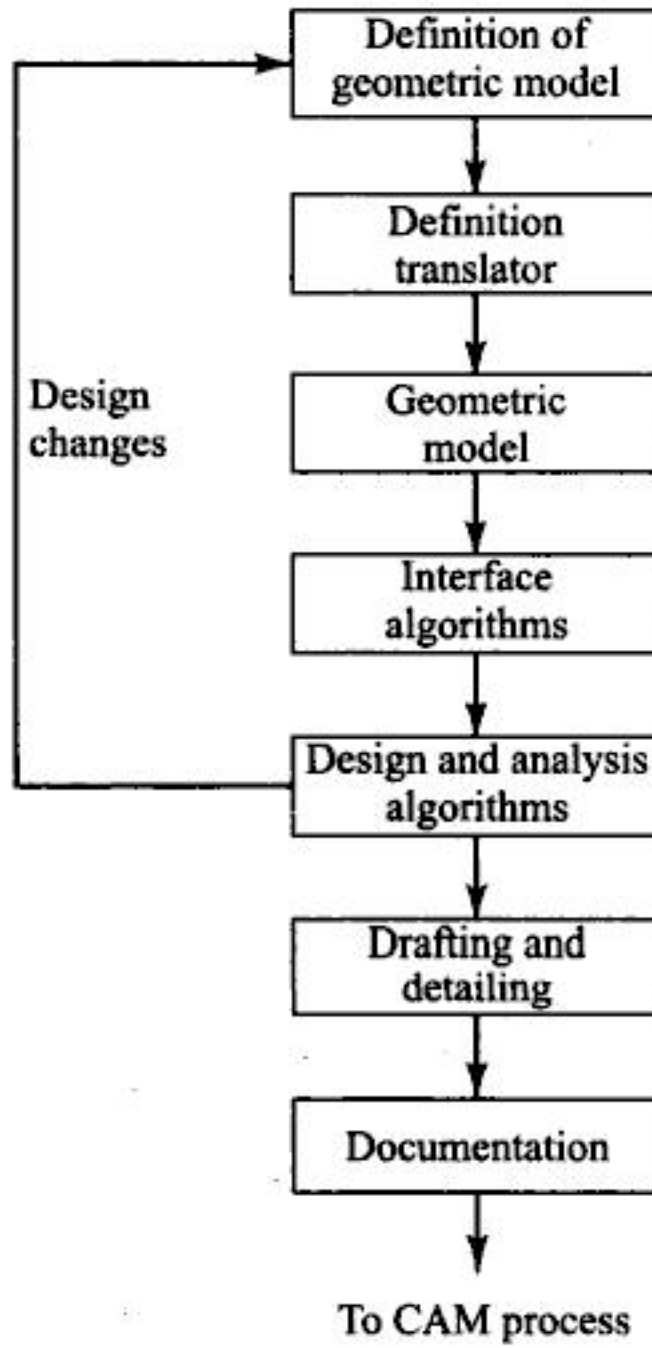 Definition of
geometric model
Definition
translator
Geometric
model
Design
changes
Interface
algorithms
Design and analysis
algorithms
Drafting and
detailing
Documentation
To CAM process